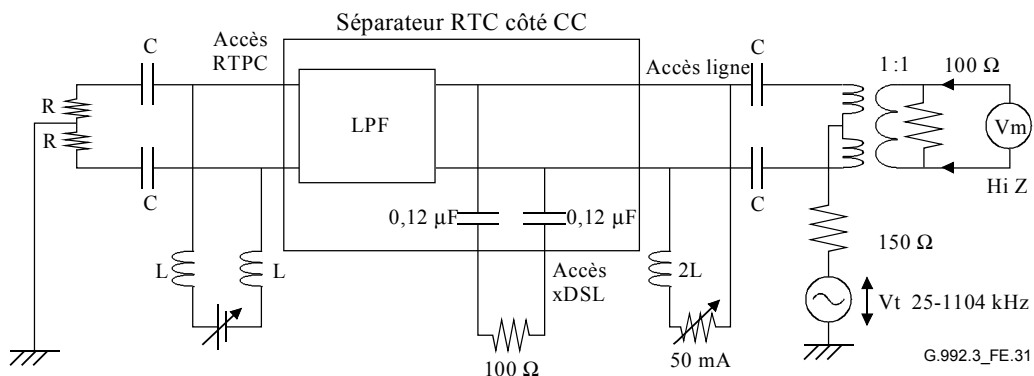 Séparateur RTC côté CC
Accès
RTPC
C
Accès ligne
C
1 :1
100 Ω
R
R
LPF
Vm
C
C
Hi Z
0,12 µF
0,12 µF
150 Ω
L
L
Accès
xDSL
2L
Vt 25-1104 kHz
100 Ω
50 mA
G.992.3_FE.31